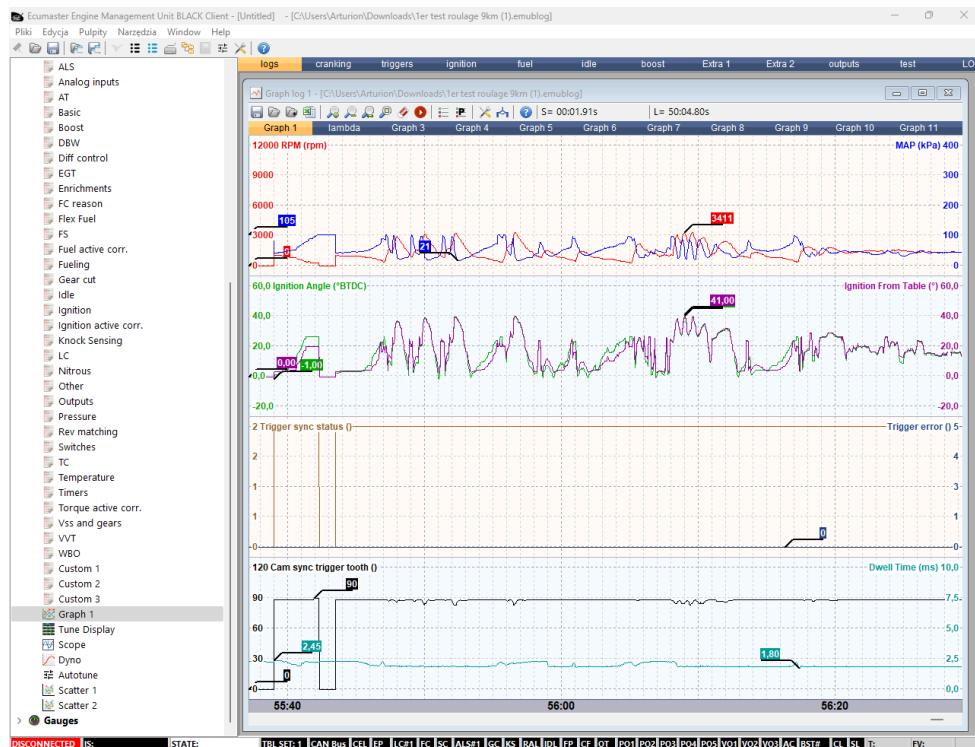 Ecumaster Engine Management Unit BLACK Client - [Untitled] - [C:\Users\Arturion\Downloads\1er test roulage 9km (1).emublog]
Pliki Edycja Pulpity Narzędzia Window Help
logs cranking triggers ignition fuel idle boost Extra 1 Extra 2 outputs test LO
ALS
Analog inputs
AT
Basic
Boost
DBW
Diff control
EGT
Enrichments
FC reason
Flex Fuel
FS
Fuel active corr.
Fueling
Gear cut
Idle
Ignition
Ignition active corr.
Knock Sensing
LC
Nitrous
Other
Outputs
Pressure
Rev matching
Switches
TC
Temperature
Timers
Torque active corr.
Vss and gears
VVT
WBO
Custom 1
Custom 2
Custom 3
Graph 1
Tune Display
Scope
Dyno
Autotune
Scatter 1
Scatter 2
Gauges
Graph log 1 - [C:\Users\Arturion\Downloads\1er test roulage 9km (1).emublog]
S= 00:01.91s L= 50:04.80s
Graph 1 lambda Graph 3 Graph 4 Graph 5 Graph 6 Graph 7 Graph 8 Graph 9 Graph 10 Graph 11
12000 RPM (rpm) MAP (kPa) 400
9000 300
6000 200
105 3411
3000 21 100
0 0
60,0 Ignition Angle (°BTDC) Ignition From Table (°) 60,0
41,00
40,0 40,0
20,0 20,0
0,00 -1,00
0,0 0,0
-20,0 -20,0
2 Trigger sync status () Trigger error () 5
2 4
1 3
1 1
0
0 0
120 Cam sync trigger tooth () Dwell Time (ms) 10,0
90
90 7,5
60 5,0
2,45 1,80
30 2,5
0
0 0,0
55:40 56:00 56:20
DISCONNECTED IS: STATE: TBL SET: 1 CAN Bus CEL EP LC#1 FC SC ALS#1 GC KS RAL IDL FP CF OT PO1 PO2 PO3 PO4 PO5 VO1 VO2 VO3 AC BST# CL SL T: FV: